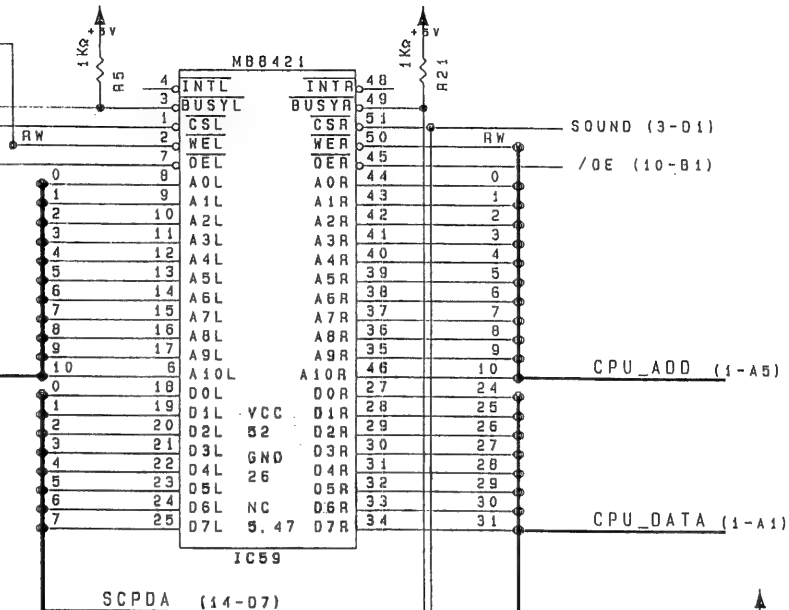 +5V +5V
1KΩ R5 1KΩ R21
MB8421
4 INTL INTR 48
3 BUSYL BUSYR 49
1 CSL CSR 51 SOUND (3-D1)
RW 2 WEL WER 50 RW
7 OEL OER 45 /OE (10-B1)
0 8 A0L A0R 44 0
1 9 A1L A1R 43 1
2 10 A2L A2R 42 2
3 11 A3L A3R 41 3
4 12 A4L A4R 40 4
5 13 A5L A5R 39 5
6 14 A6L A6R 38 6
7 15 A7L A7R 37 7
8 16 A8L A8R 36 8
9 17 A9L A9R 35 9
10 6 A10L A10R 46 10 CPU_ADD (1-A5)
0 18 D0L D0R 27 24
1 19 D1L VCC D1R 28 25
2 20 D2L 52 D2R 29 26
3 21 D3L GND D3R 30 27
4 22 D4L 26 D4R 31 28
5 23 D5L D5R 32 29
6 24 D6L NC D6R 33 30
7 25 D7L 5, 47 D7R 34 31 CPU_DATA (1-A1)
IC59
SCPDA (14-D7)